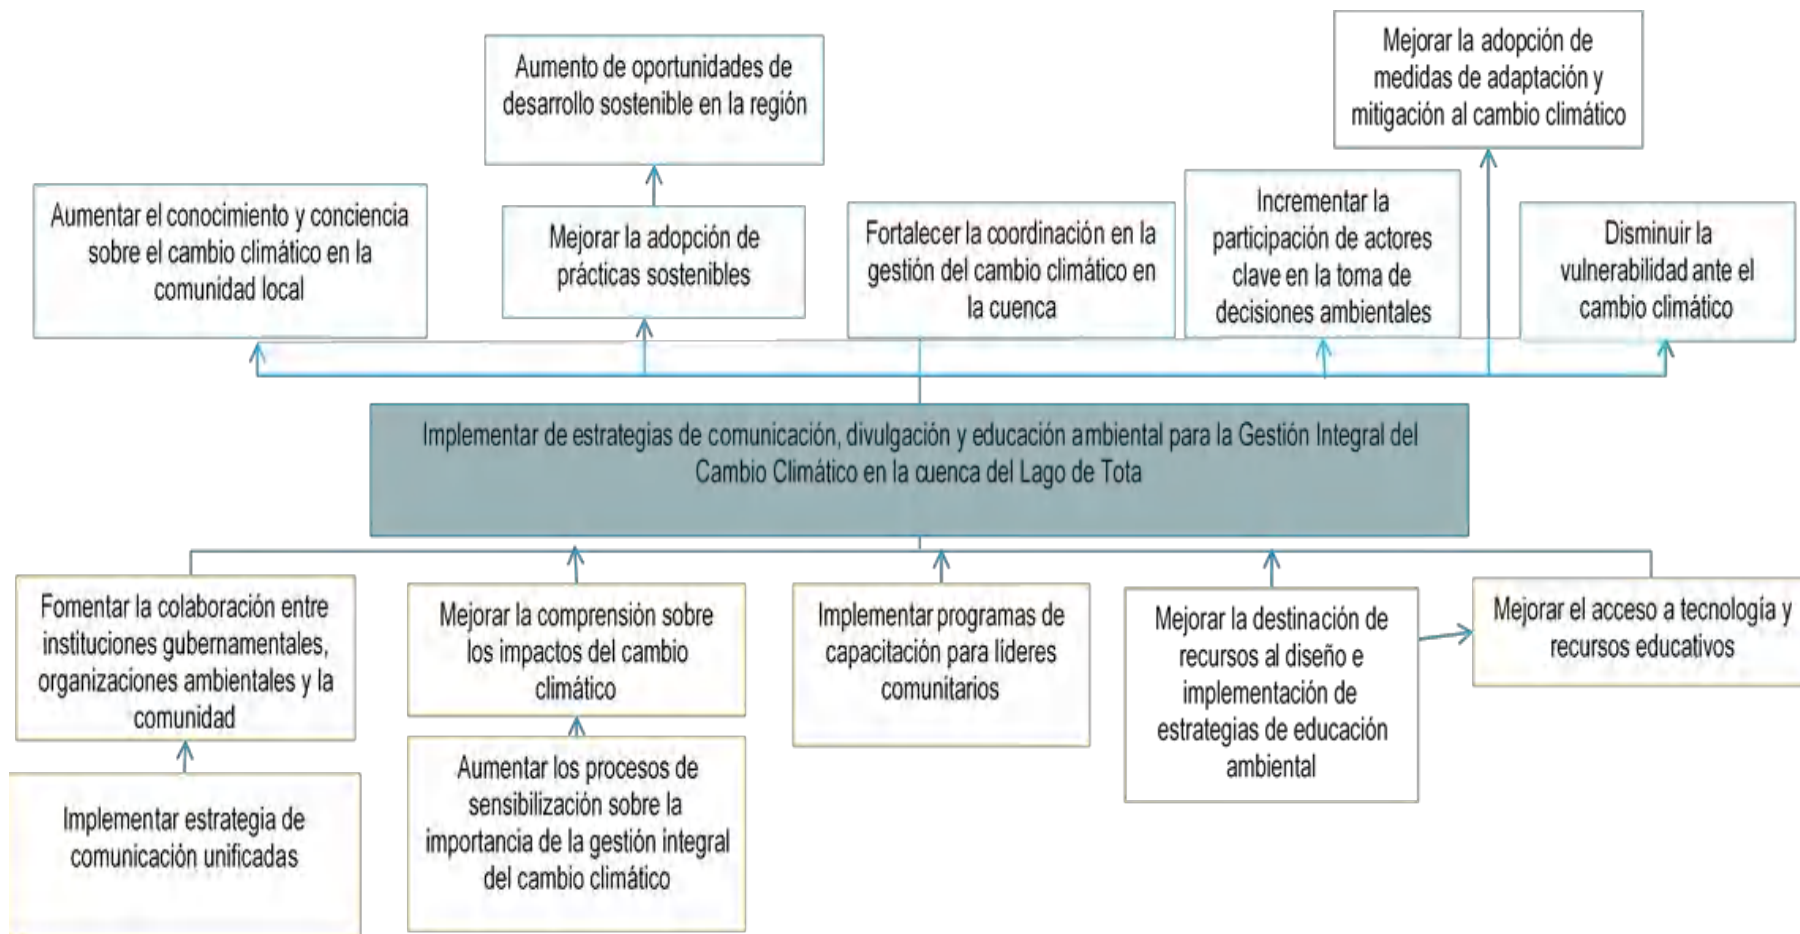 Aumento de oportunidades de
desarrollo sostenible en la región
Mejorar la adopción de
medidas de adaptación y
mitigación al cambio climático
Aumentar el conocimiento y conciencia
sobre el cambio climático en la
comunidad local
Mejorar la adopción de
prácticas sostenibles
Fortalecer la coordinación en la
gestión del cambio climático en
la cuenca
Incrementar la
participación de actores
clave en la toma de
decisiones ambientales
Disminuir la
vulnerabilidad ante el
cambio climático
Implementar de estrategias de comunicación, divulgación y educación ambiental para la Gestión Integral del
Cambio Climático en la cuenca del Lago de Tota
Fomentar la colaboración entre
instituciones gubernamentales,
organizaciones ambientales y la
comunidad
Mejorar la comprensión sobre
los impactos del cambio
climático
Implementar programas de
capacitación para líderes
comunitarios
Mejorar la destinación de
recursos al diseño e
implementación de
estrategias de educación
ambiental
Mejorar el acceso a tecnología y
recursos educativos
Implementar estrategia de
comunicación unificadas
Aumentar los procesos de
sensibilización sobre la
importancia de la gestión integral
del cambio climático